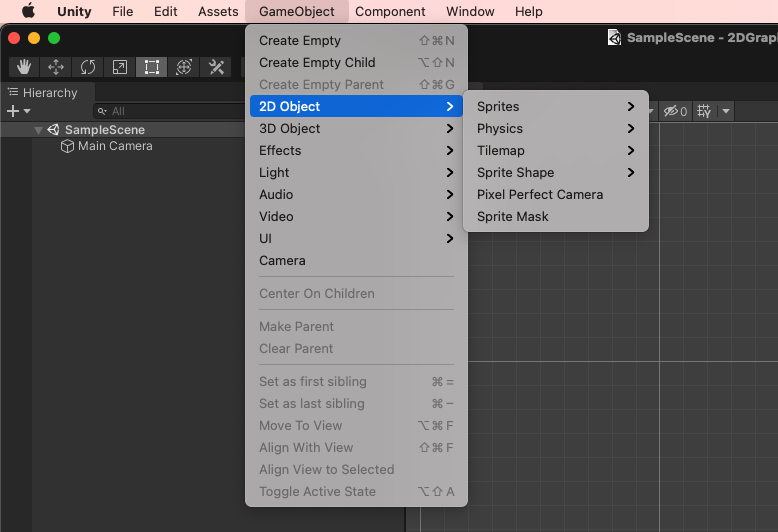 Unity File Edit Assets GameObject Component Window Help
SampleScene - 2DGrap
Hierarchy
All
SampleScene
Main Camera
Create Empty ⇧⌘N
Create Empty Child ⌥⇧N
Create Empty Parent ⇧⌘G
2D Object
3D Object
Effects
Light
Audio
Video
UI
Camera
Center On Children
Make Parent
Clear Parent
Set as first sibling ⌘=
Set as last sibling ⌘−
Move To View ⌥⌘F
Align With View ⇧⌘F
Align View to Selected
Toggle Active State ⌥⇧A
Sprites
Physics
Tilemap
Sprite Shape
Pixel Perfect Camera
Sprite Mask
0